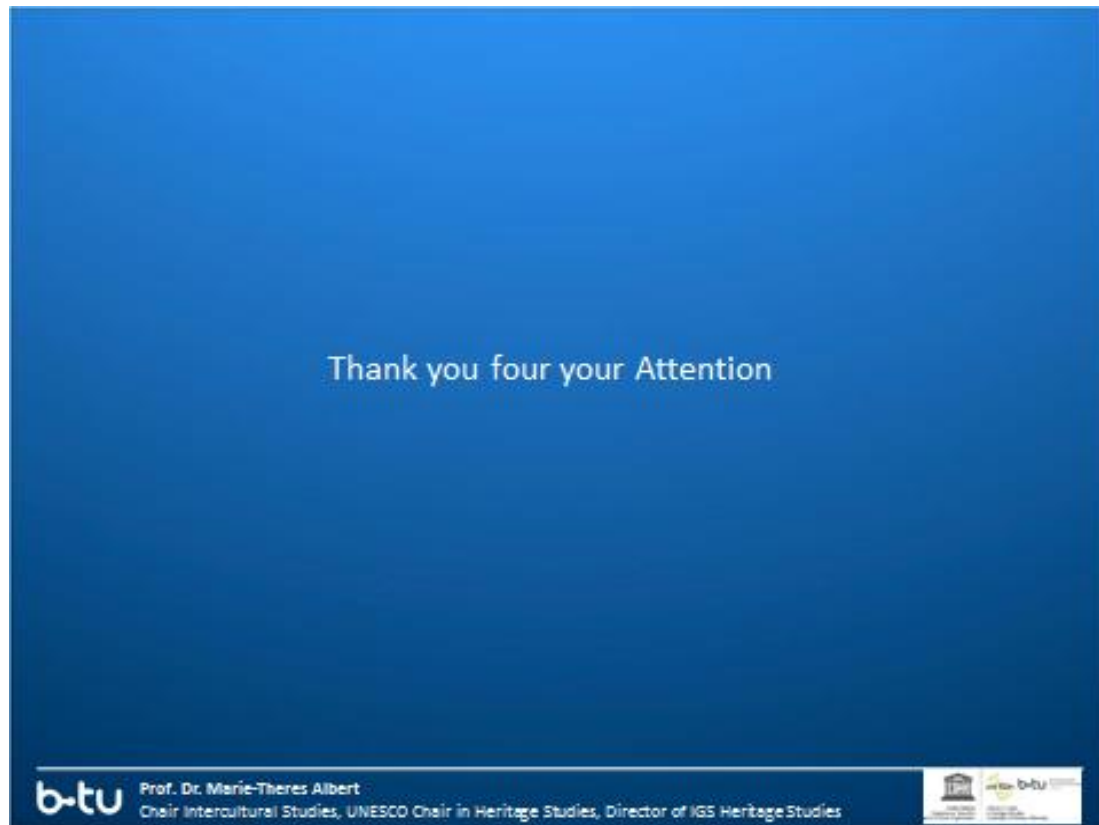 Thank you four your Attention
b-tu
Prof. Dr. Marie-Theres Albert
Chair Intercultural Studies, UNESCO Chair in Heritage Studies, Director of IGS Heritage Studies
b-tu